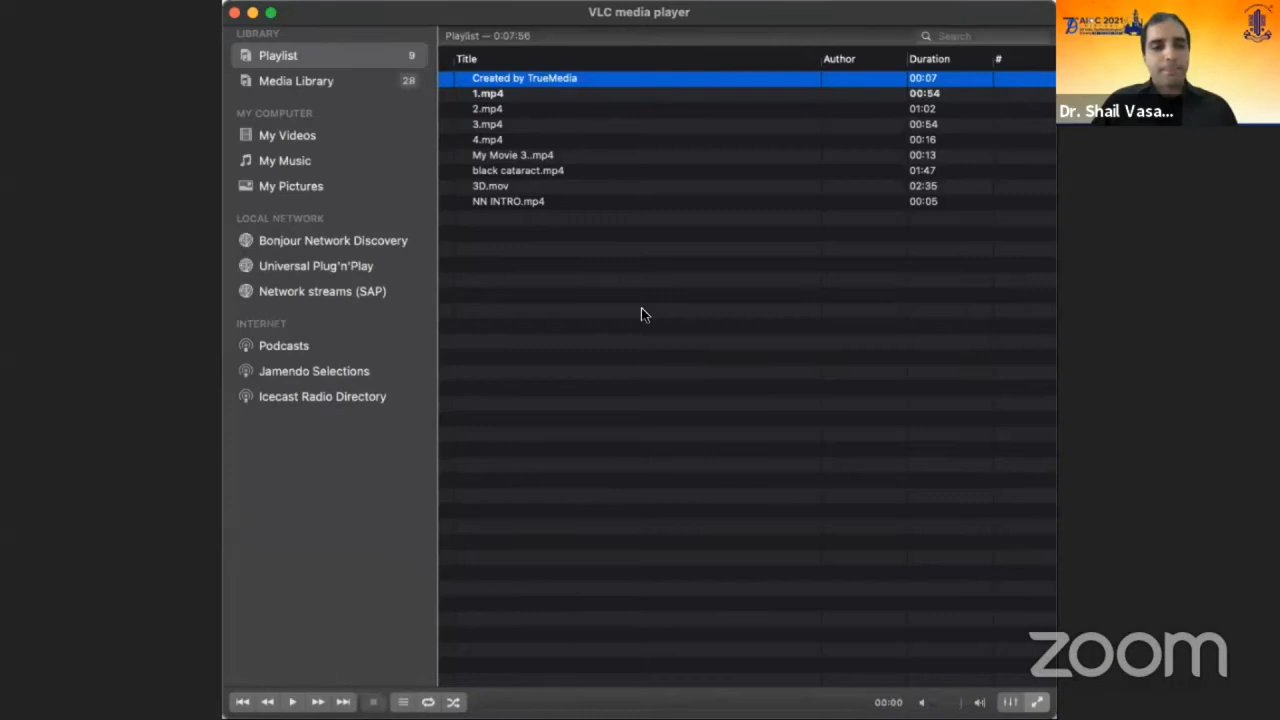 VLC media player
LIBRARY
Playlist 9
Media Library 28
MY COMPUTER
My Videos
My Music
My Pictures
LOCAL NETWORK
Bonjour Network Discovery
Universal Plug'n'Play
Network streams (SAP)
INTERNET
Podcasts
Jamendo Selections
Icecast Radio Directory
Playlist — 0:07:56
Search
Title Author Duration #
Created by TrueMedia 00:07
1.mp4 00:54
2.mp4 01:02
3.mp4 00:54
4.mp4 00:16
My Movie 3..mp4 00:13
black cataract.mp4 01:47
3D.mov 02:35
NN INTRO.mp4 00:05
00:00
AIOC 2021
Dr. Shail Vasa...
zoom